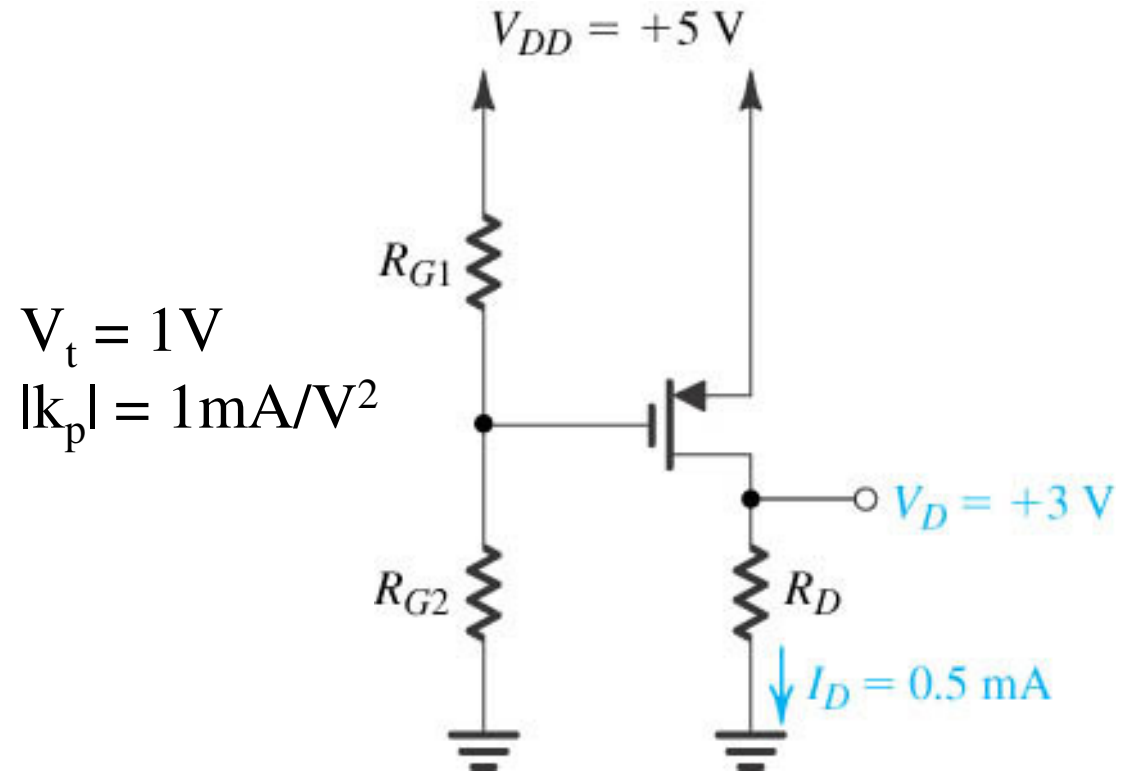 V_DD = +5 V
R_G1
V_t = 1V
|k_p| = 1mA/V²
V_D = +3 V
R_G2
R_D
I_D = 0.5 mA